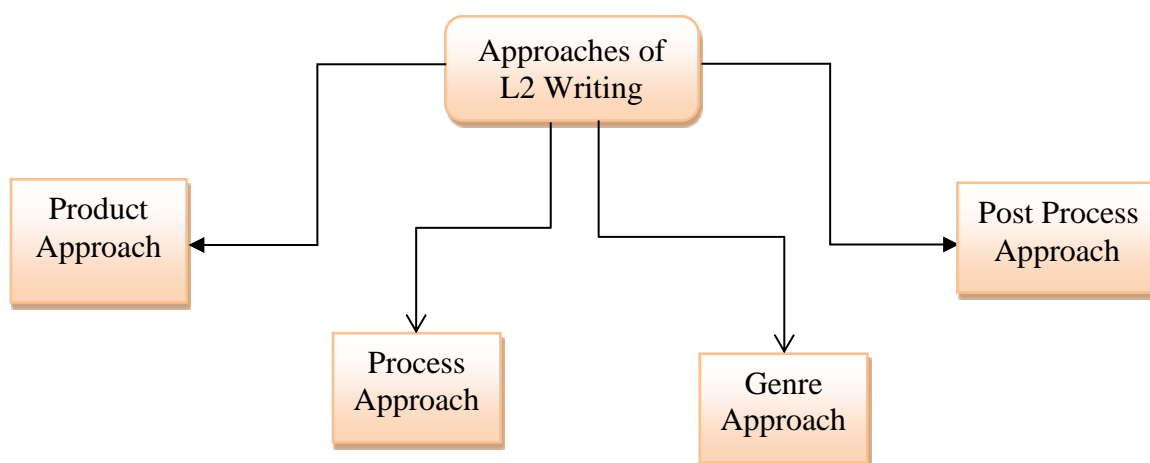 Approaches of
L2 Writing
Product
Approach
Post Process
Approach
Process
Approach
Genre
Approach